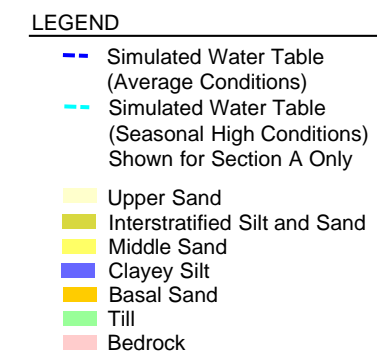 LEGEND
Simulated Water Table
(Average Conditions)
Simulated Water Table
(Seasonal High Conditions)
Shown for Section A Only
Upper Sand
Interstratified Silt and Sand
Middle Sand
Clayey Silt
Basal Sand
Till
Bedrock